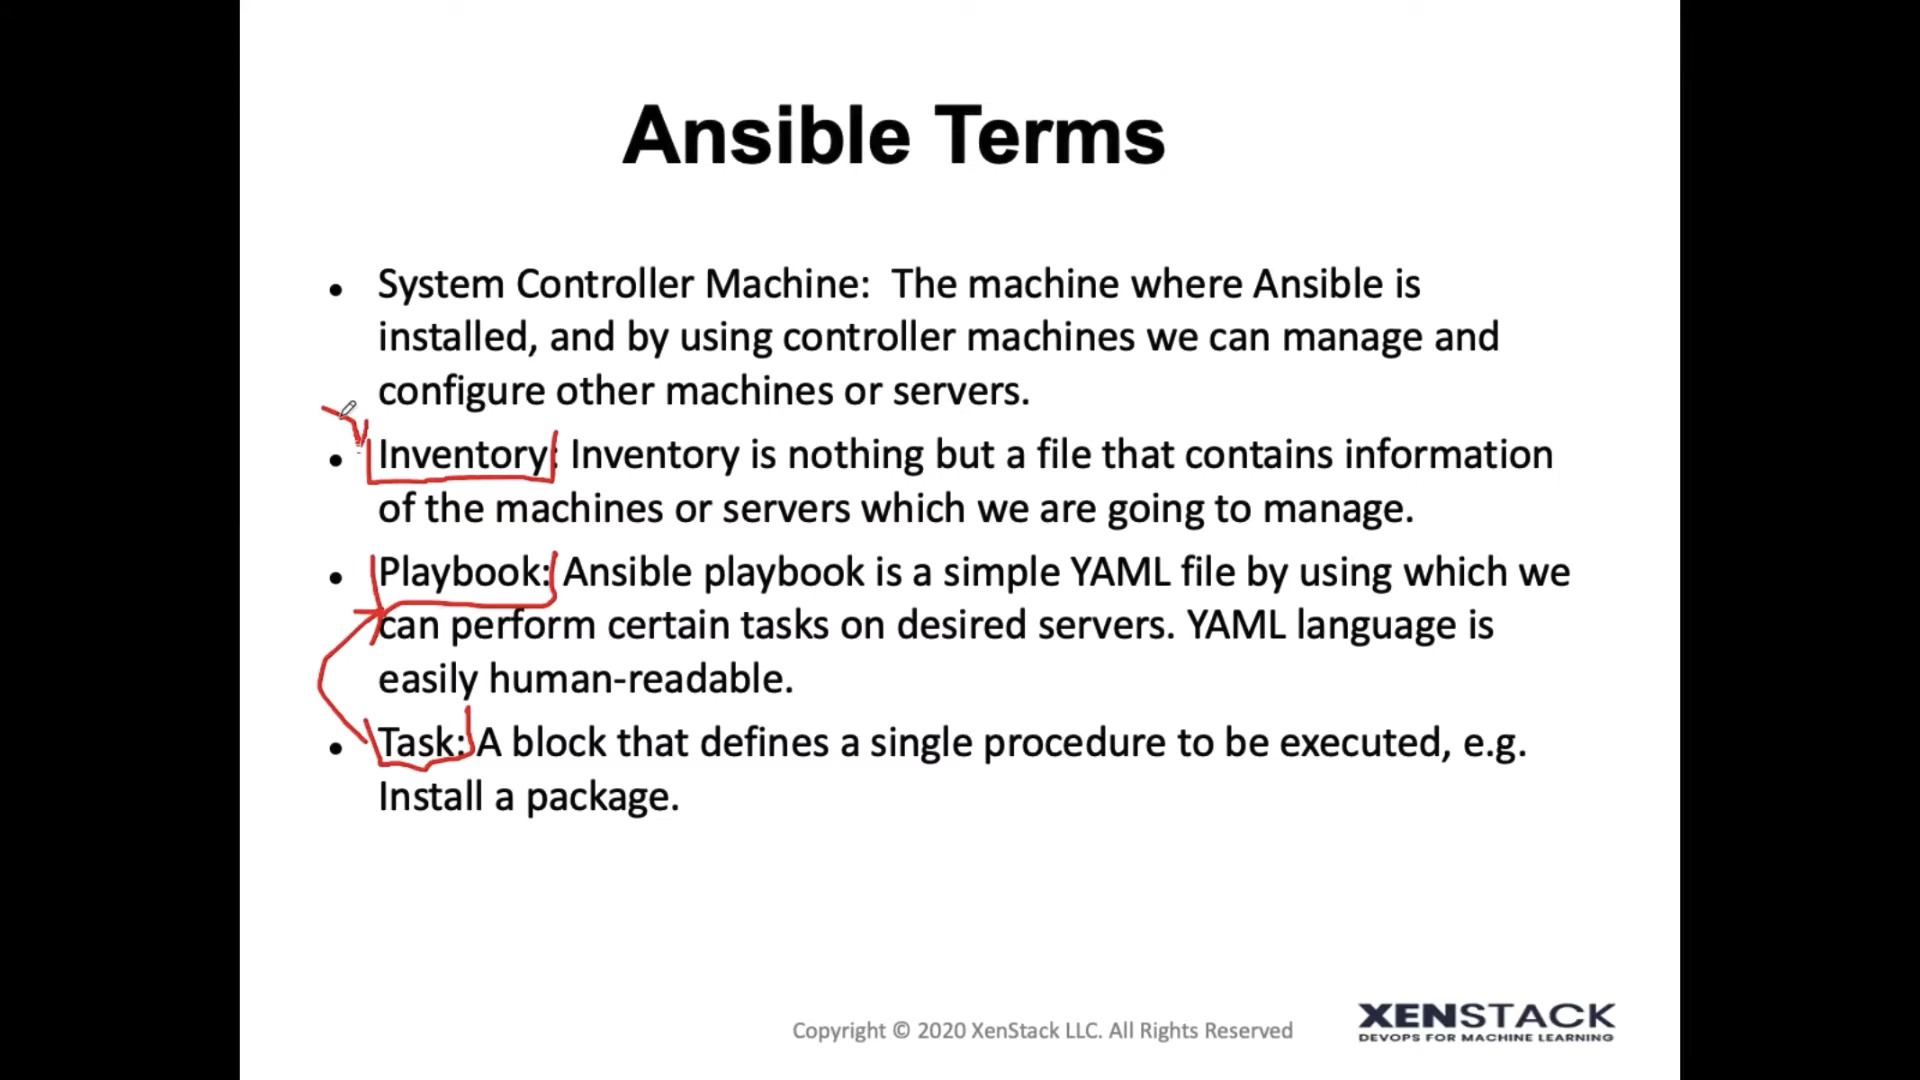 Ansible Terms
• System Controller Machine:  The machine where Ansible is
installed, and by using controller machines we can manage and
configure other machines or servers.
• Inventory: Inventory is nothing but a file that contains information
of the machines or servers which we are going to manage.
• Playbook: Ansible playbook is a simple YAML file by using which we
can perform certain tasks on desired servers. YAML language is
easily human-readable.
• Task: A block that defines a single procedure to be executed, e.g.
Install a package.
Copyright © 2020 XenStack LLC. All Rights Reserved
XENSTACK
DEVOPS FOR MACHINE LEARNING